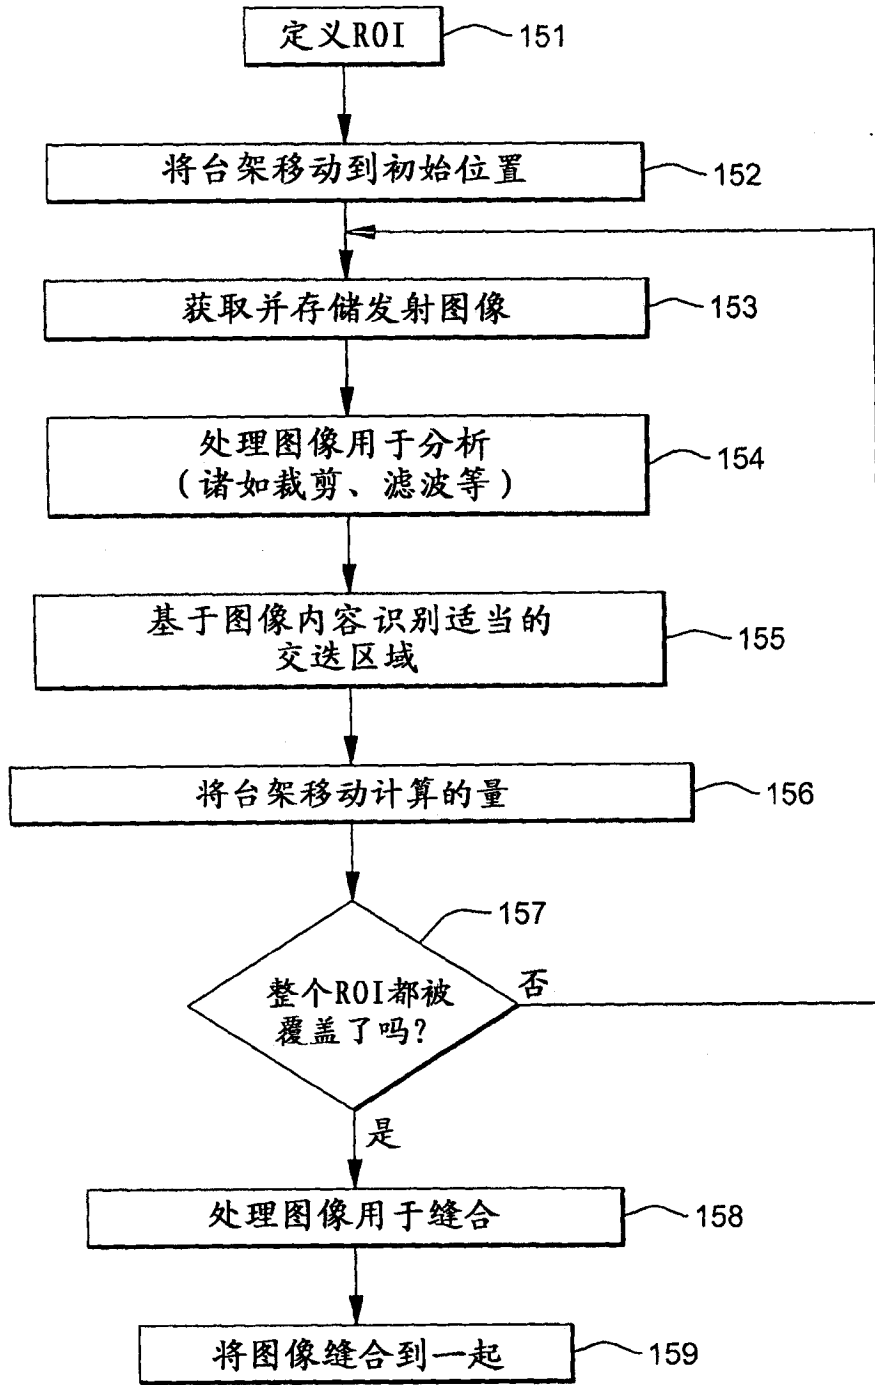 定义ROI
151
将台架移动到初始位置
152
获取并存储发射图像
153
处理图像用于分析
(诸如裁剪、滤波等)
154
基于图像内容识别适当的
交迭区域
155
将台架移动计算的量
156
157
整个ROI都被
覆盖了吗?
否
是
处理图像用于缝合
158
将图像缝合到一起
159